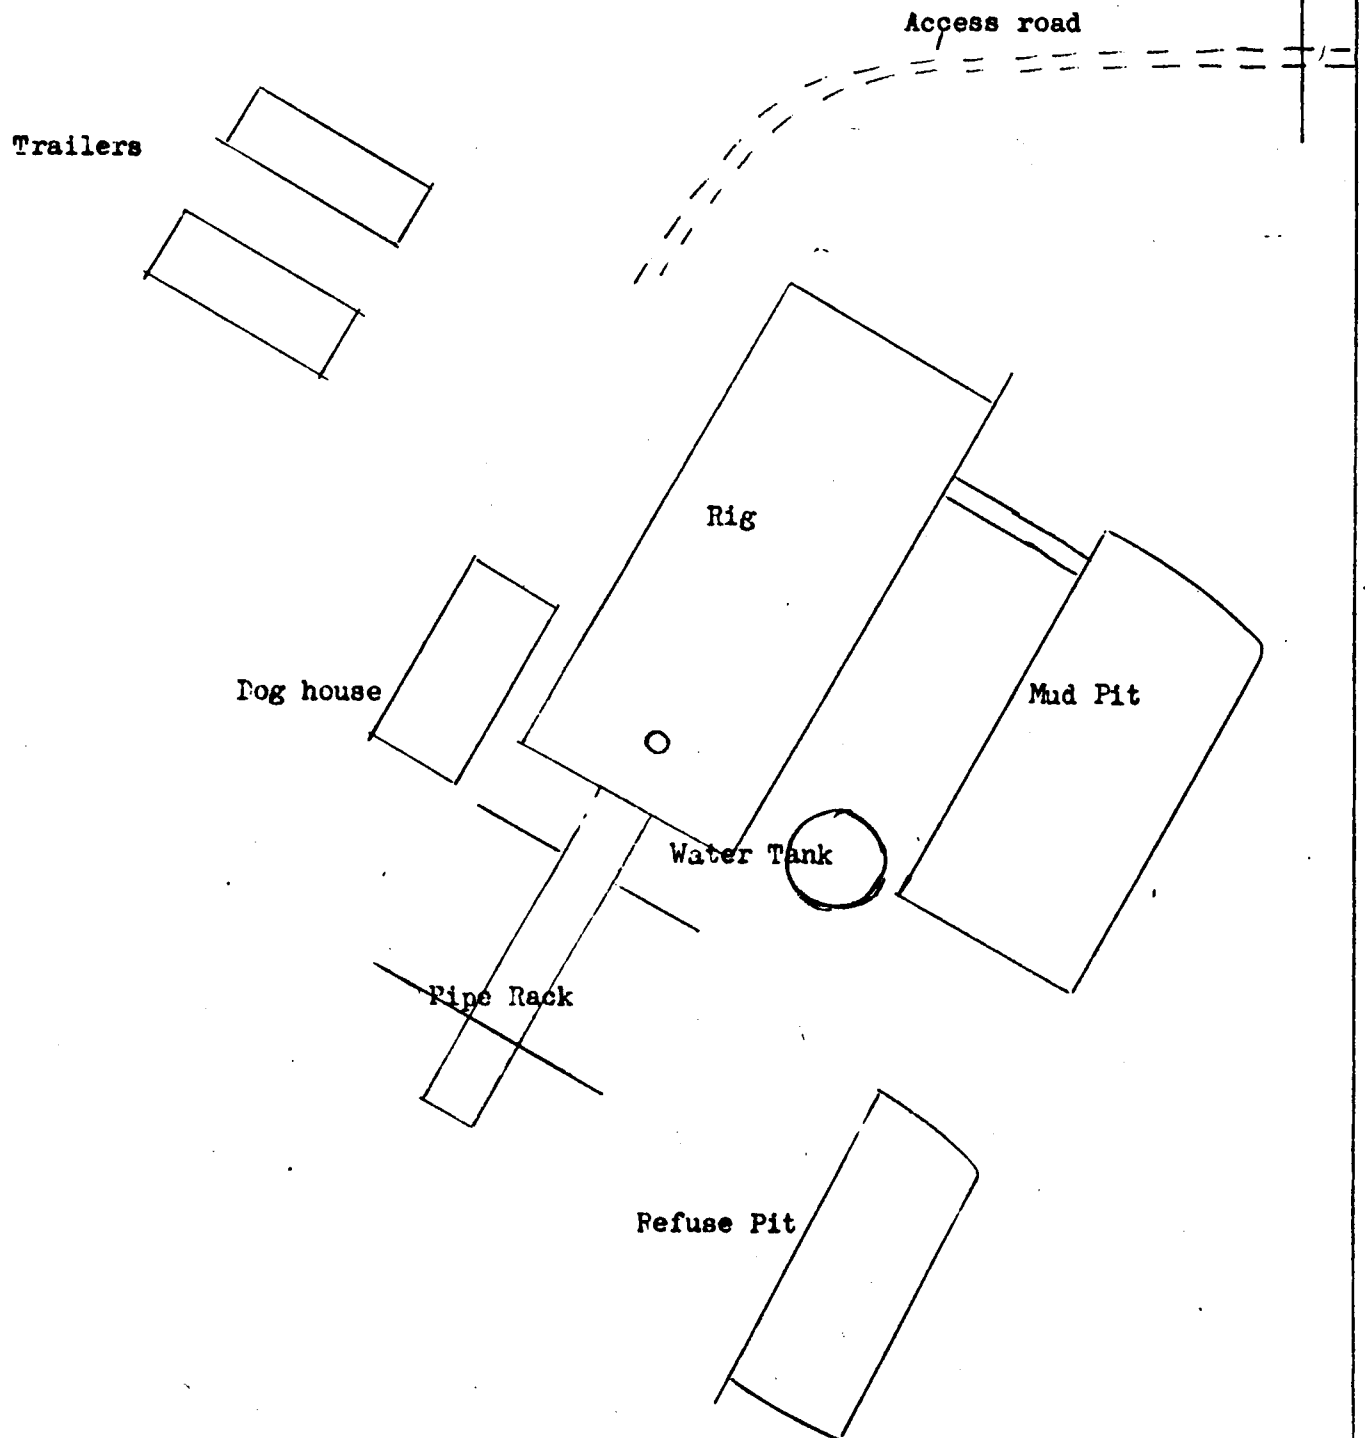 Access road
Trailers
Rig
Dog house
Mud Pit
Water Tank
Pipe Rack
Refuse Pit